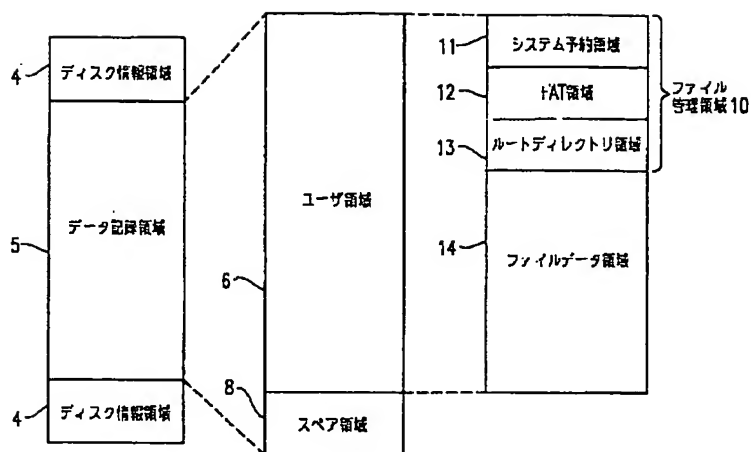 4
ディスク情報領域
5
データ記録領域
4
ディスク情報領域
6
ユーザ領域
8
スペア領域
11
システム予約領域
12
FAT領域
13
ルートディレクトリ領域
14
ファイルデータ領域
ファイル
管理領域10